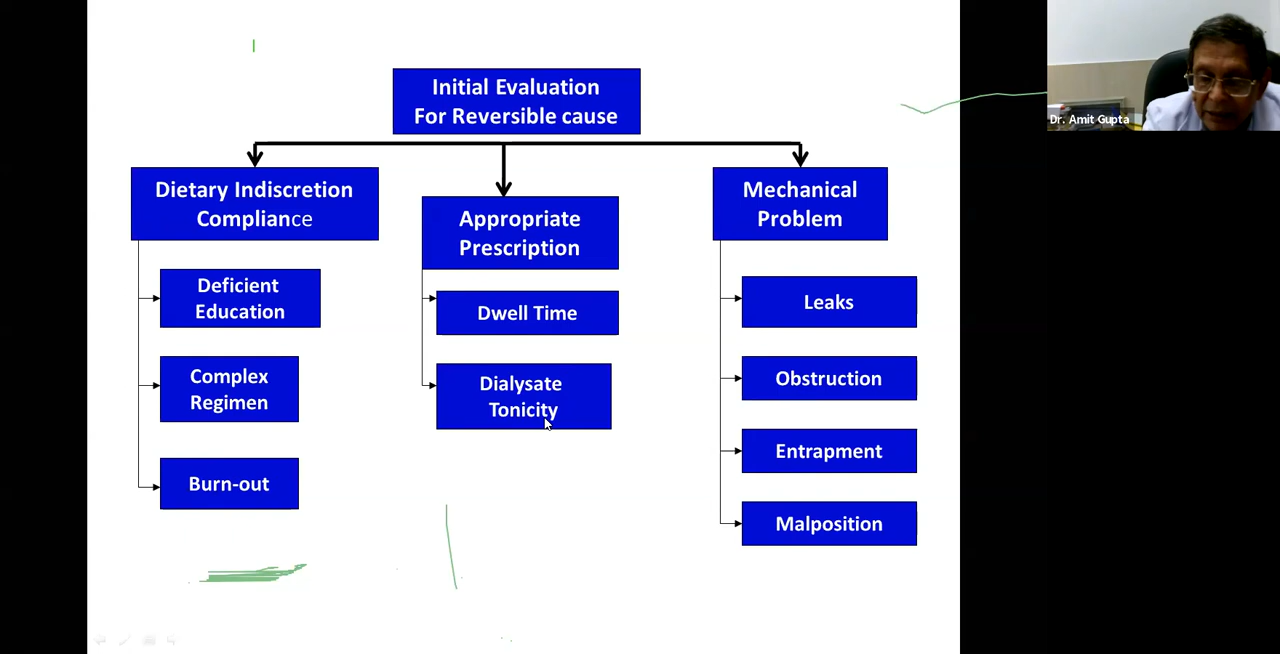 Initial Evaluation
For Reversible cause
Dietary Indiscretion
Compliance
Deficient
Education
Complex
Regimen
Burn-out
Appropriate
Prescription
Dwell Time
Dialysate
Tonicity
Mechanical
Problem
Leaks
Obstruction
Entrapment
Malposition
Dr. Amit Gupta